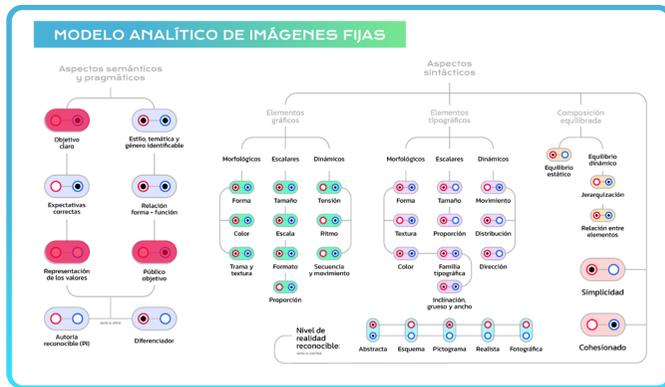 MODELO ANALÍTICO DE IMÁGENES FIJAS
Aspectos semánticos
y pragmáticos
Objetivo
claro
Estilo, temática y
género identificable
Expectativas
correctas
Relación
forma - función
Representación
de los valores
Público
objetivo
Autoría
reconocible (PI)
uno u otro
Diferenciador
Aspectos
sintácticos
Elementos
gráficos
Morfológicos
Escalares
Dinámicos
Forma
Tamaño
Tensión
Color
Escala
Ritmo
Trama y
textura
Formato
Secuencia
y movimiento
Proporción
Elementos
tipográficos
Morfológicos
Escalares
Dinámicos
Forma
Tamaño
Movimiento
Textura
Proporción
Distribución
Color
Familia
tipográfica
Dirección
Inclinación,
grueso y ancho
Composición
equilibrada
Equilibrio
estático
Equilibrio
dinámico
Jerarquización
Relación entre
elementos
Simplicidad
Cohesionado
Nivel de
realidad
reconocible:
uno o varios
Abstracta
Esquema
Pictograma
Realista
Fotográfica